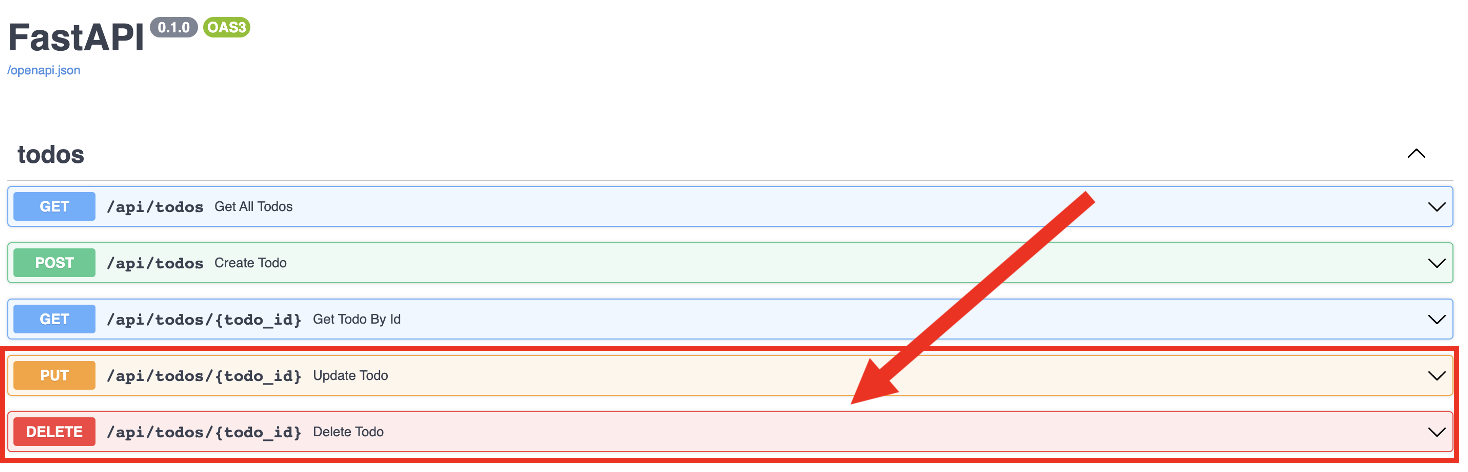 FastAPI 0.1.0 OAS3
/openapi.json
todos
GET /api/todos Get All Todos
POST /api/todos Create Todo
GET /api/todos/{todo_id} Get Todo By Id
PUT /api/todos/{todo_id} Update Todo
DELETE /api/todos/{todo_id} Delete Todo